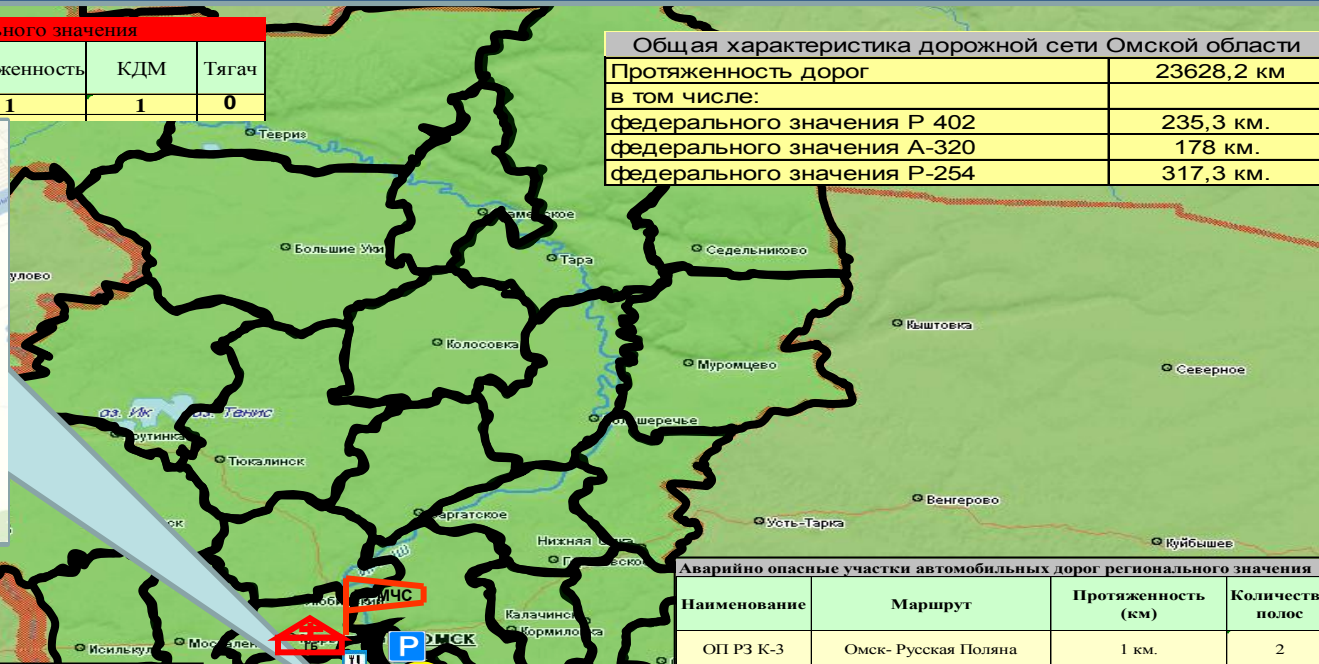 ного значения
женность КДМ Тягач
1 1 0
Общая характеристика дорожной сети Омской области
Протяженность дорог 23628,2 км
в том числе:
федерального значения Р 402 235,3 км.
федерального значения А-320 178 км.
федерального значения Р-254 317,3 км.
Тевриз
Большие Уки
Седельниково
Тара
улово
Кыштовка
Колосовка
Муромцево
Северное
оз. Ик оз. Тенис
Тюкалинск
Венгерово
Усть-Тарка
Нижняя
Куйбышев
МЧС
Калачинск
Кормиловка
ОМСК
P
Исилькул
Аварийно опасные участки автомобильных дорог регионального значения
Наименование Маршрут Протяженность (км) Количеств
полос
ОП РЗ К-3 Омск- Русская Поляна 1 км. 2